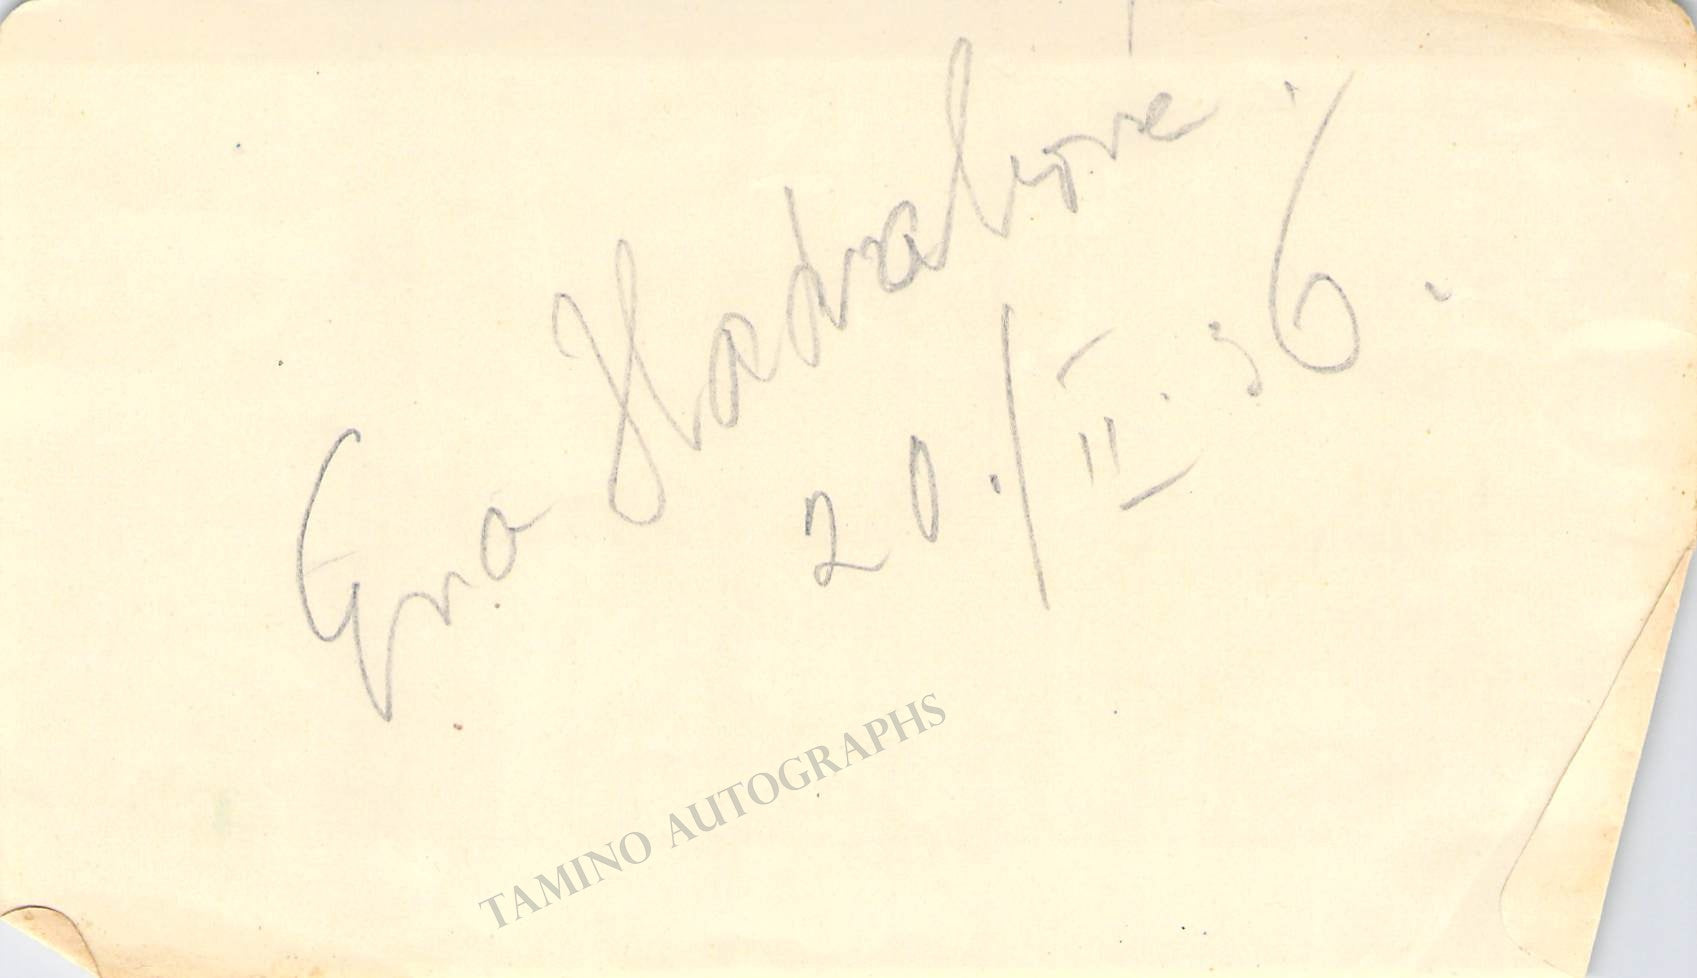 Eva Hadrabová.
20./II.36.
TAMINO AUTOGRAPHS